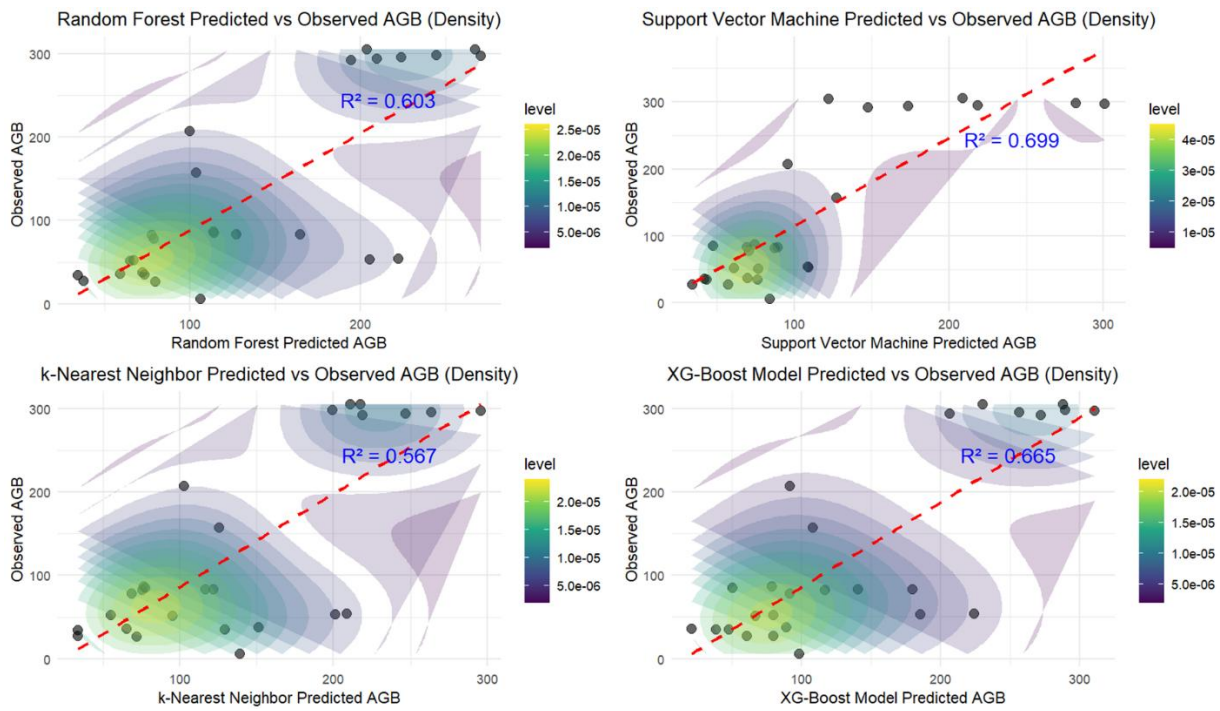 Random Forest Predicted vs Observed AGB (Density)
300
200
100
0
Observed AGB
R² = 0.603
100
200
Random Forest Predicted AGB
level
2.5e-05
2.0e-05
1.5e-05
1.0e-05
5.0e-06
Support Vector Machine Predicted vs Observed AGB (Density)
300
200
100
0
Observed AGB
R² = 0.699
100
200
300
Support Vector Machine Predicted AGB
level
4e-05
3e-05
2e-05
1e-05
k-Nearest Neighbor Predicted vs Observed AGB (Density)
300
200
100
0
Observed AGB
R² = 0.567
100
200
300
k-Nearest Neighbor Predicted AGB
level
2.0e-05
1.5e-05
1.0e-05
5.0e-06
XG-Boost Model Predicted vs Observed AGB (Density)
300
200
100
0
Observed AGB
R² = 0.665
100
200
300
XG-Boost Model Predicted AGB
level
2.0e-05
1.5e-05
1.0e-05
5.0e-06